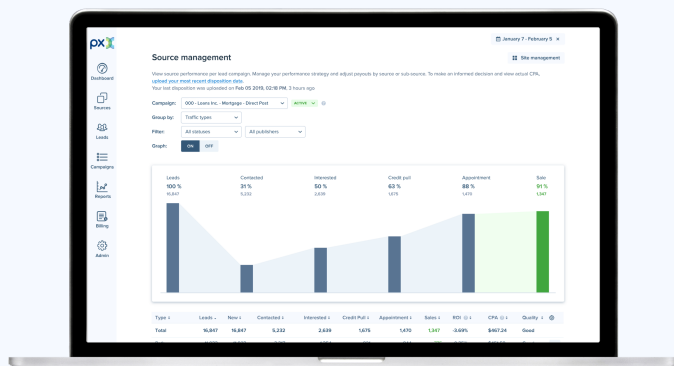 January 7 - February 5 ×
px
Source management
Site management
Dashboard
View source performance per lead campaign. Manage your performance strategy and adjust payouts by source or sub-source. To make an informed decision and view actual CPA,
upload your most recent disposition data.
Your last disposition was uploaded on Feb 05 2019, 02:18 PM. 3 hours ago.
Sources
Campaign: 000 - Loans Inc. - Mortgage - Direct Post ACTIVE
Group by: Traffic types
Leads
Filter: All statuses All publishers
Graph: ON OFF
Campaigns
Leads Contacted Interested Credit pull Appointment Sale
100 % 31 % 50 % 63 % 88 % 91 %
16,847 5,232 2,639 1,675 1,470 1,347
Reports
Billing
Admin
Type Leads New Contacted Interested Credit Pull Appointment Sales ROI CPA Quality
Total 16,847 16,847 5,232 2,639 1,675 1,470 1,347 -3.69% $467.24 Good